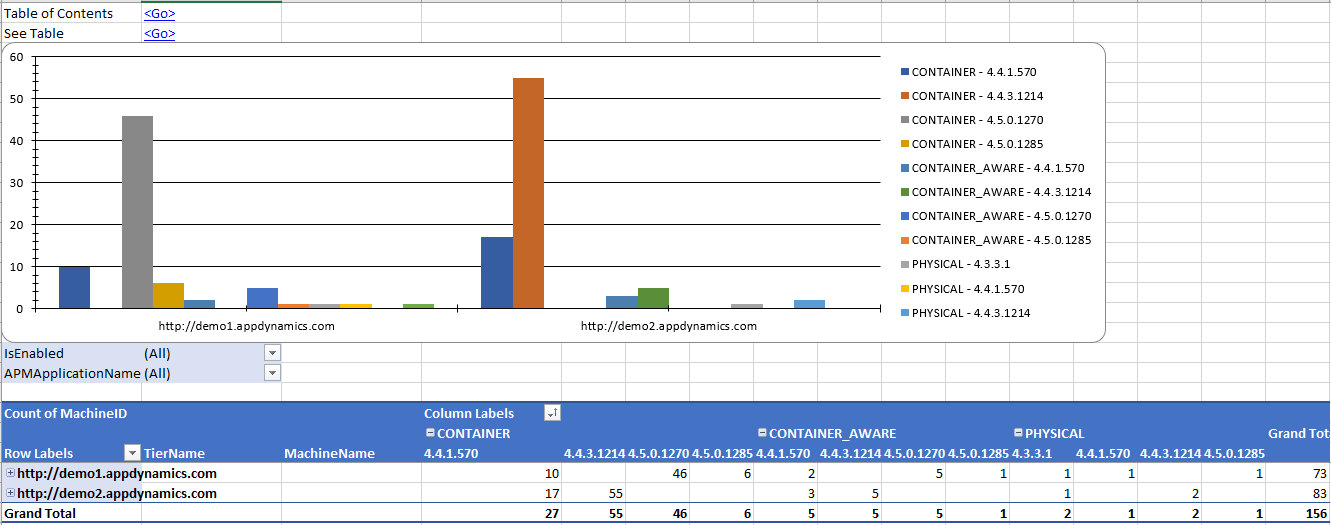 Table of Contents <Go>
See Table <Go>
60
50
40
30
20
10
0
http://demo1.appdynamics.com http://demo2.appdynamics.com
CONTAINER - 4.4.1.570
CONTAINER - 4.4.3.1214
CONTAINER - 4.5.0.1270
CONTAINER - 4.5.0.1285
CONTAINER_AWARE - 4.4.1.570
CONTAINER_AWARE - 4.4.3.1214
CONTAINER_AWARE - 4.5.0.1270
CONTAINER_AWARE - 4.5.0.1285
PHYSICAL - 4.3.3.1
PHYSICAL - 4.4.1.570
PHYSICAL - 4.4.3.1214
IsEnabled (All)
APMApplicationName (All)
Count of MachineID Column Labels
CONTAINER CONTAINER_AWARE PHYSICAL Grand Tot
Row Labels TierName MachineName 4.4.1.570 4.4.3.1214 4.5.0.1270 4.5.0.1285 4.4.1.570 4.4.3.1214 4.5.0.1270 4.5.0.1285 4.3.3.1 4.4.1.570 4.4.3.1214 4.5.0.1285
http://demo1.appdynamics.com 10 46 6 2 5 1 1 1 1 73
http://demo2.appdynamics.com 17 55 3 5 1 2 83
Grand Total 27 55 46 6 5 5 5 1 2 1 2 1 156